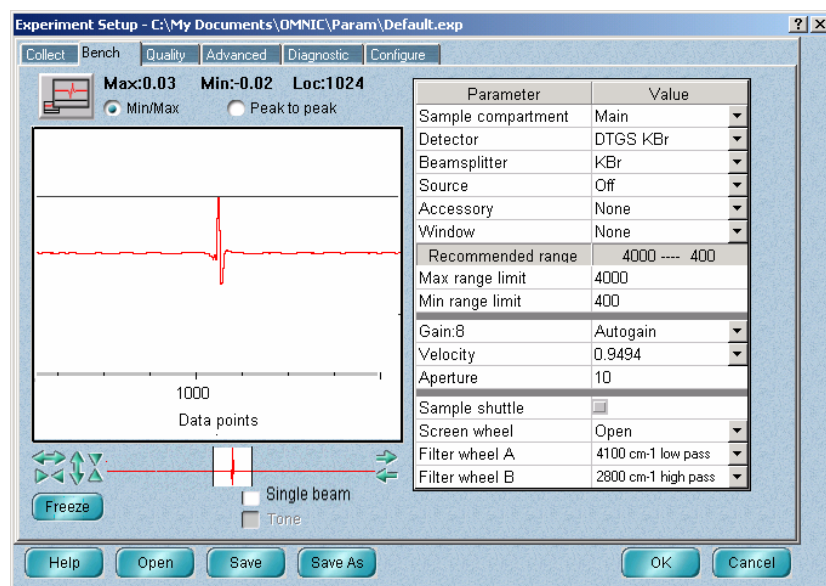 Experiment Setup - C:\My Documents\OMNIC\Param\Default.exp
Collect Bench Quality Advanced Diagnostic Configure
Max:0.03 Min:-0.02 Loc:1024
Min/Max Peak to peak
1000
Data points
Single beam
Tone
Freeze
Parameter Value
Sample compartment Main
Detector DTGS KBr
Beamsplitter KBr
Source Off
Accessory None
Window None
Recommended range 4000 ---- 400
Max range limit 4000
Min range limit 400
Gain:8 Autogain
Velocity 0.9494
Aperture 10
Sample shuttle
Screen wheel Open
Filter wheel A 4100 cm-1 low pass
Filter wheel B 2800 cm-1 high pass
Help Open Save Save As OK Cancel